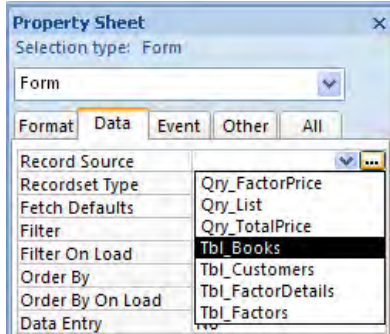 Property Sheet ×
Selection type: Form
Form
Format Data Event Other All
Record Source ...
Recordset Type Qry_FactorPrice
Fetch Defaults Qry_List
Filter Qry_TotalPrice
Filter On Load Tbl_Books
Order By Tbl_Customers
Order By On Load Tbl_FactorDetails
Data Entry Tbl_Factors